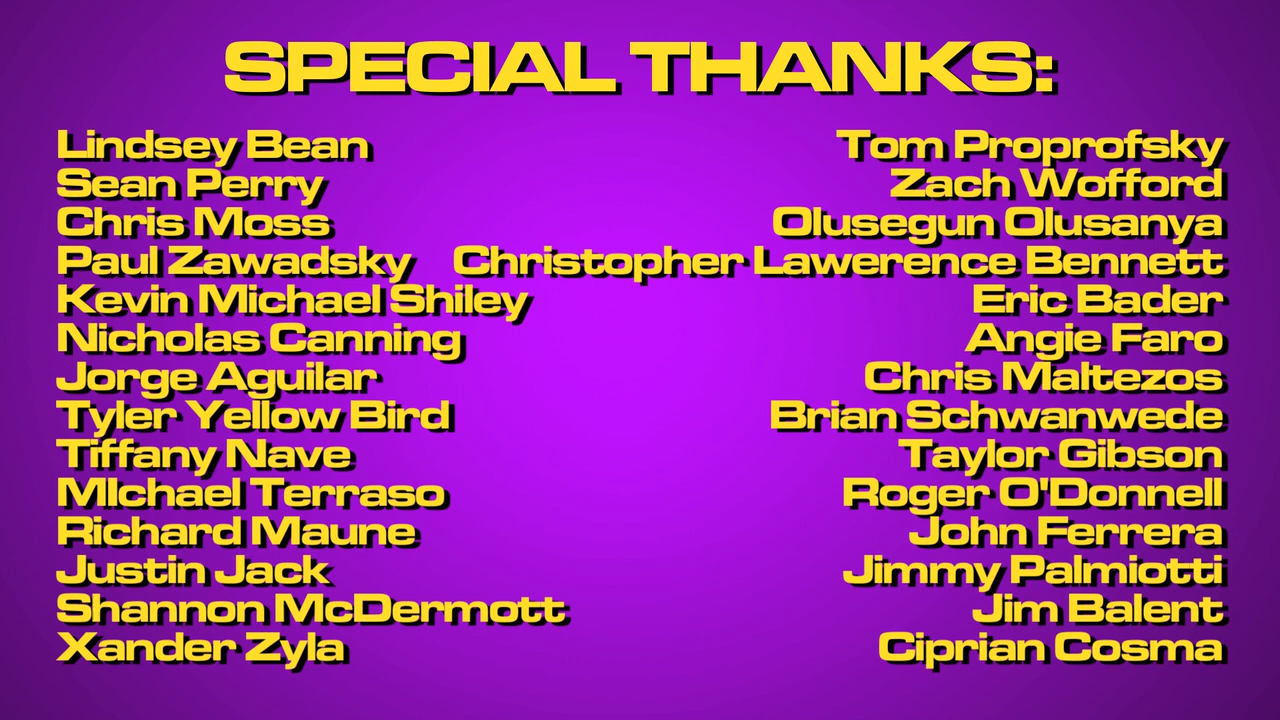 SPECIAL THANKS:
Lindsey Bean
Sean Perry
Chris Moss
Paul Zawadsky
Kevin Michael Shiley
Nicholas Canning
Jorge Aguilar
Tyler Yellow Bird
Tiffany Nave
MIchael Terraso
Richard Maune
Justin Jack
Shannon McDermott
Xander Zyla
Tom Proprofsky
Zach Wofford
Olusegun Olusanya
Christopher Lawerence Bennett
Eric Bader
Angie Faro
Chris Maltezos
Brian Schwanwede
Taylor Gibson
Roger O'Donnell
John Ferrera
Jimmy Palmiotti
Jim Balent
Ciprian Cosma